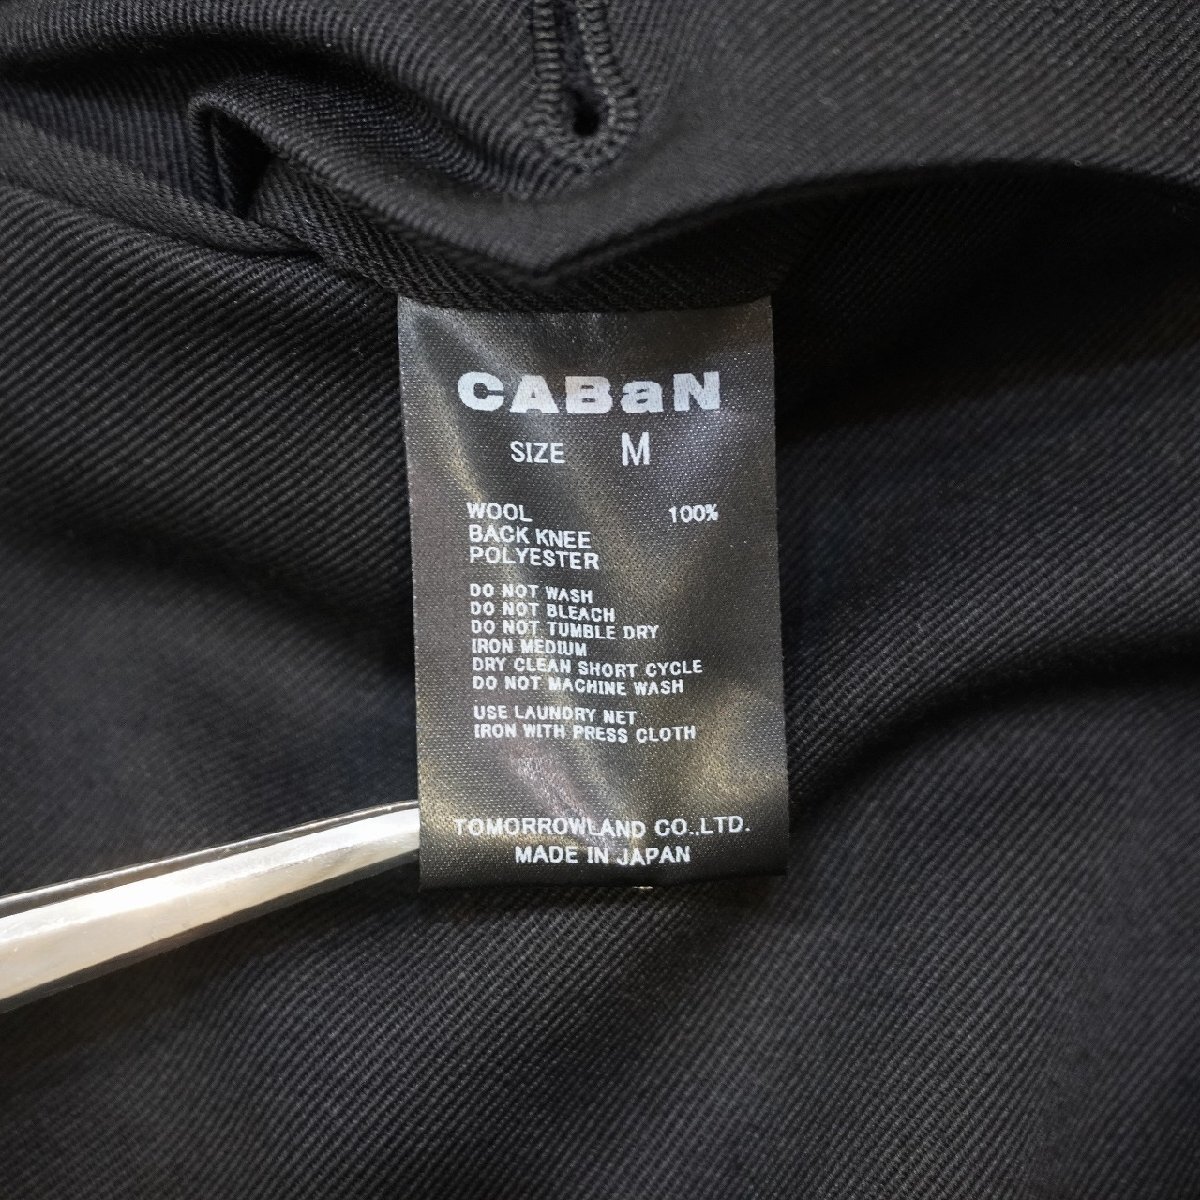 CABaN
SIZE M
WOOL 100%
BACK KNEE
POLYESTER
DO NOT WASH
DO NOT BLEACH
DO NOT TUMBLE DRY
IRON MEDIUM
DRY CLEAN SHORT CYCLE
DO NOT MACHINE WASH
USE LAUNDRY NET
IRON WITH PRESS CLOTH
TOMORROWLAND CO.,LTD.
MADE IN JAPAN